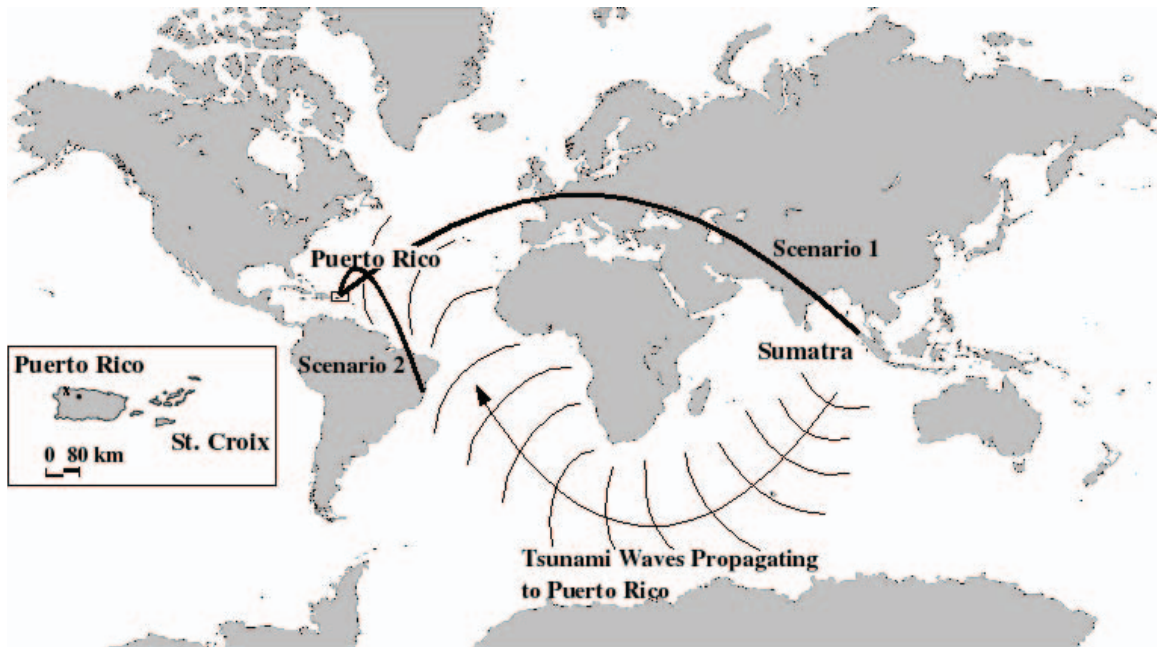 Scenario 1
Puerto Rico
Sumatra
Scenario 2
Puerto Rico
x
St. Croix
0 80 km
Tsunami Waves Propagating
to Puerto Rico